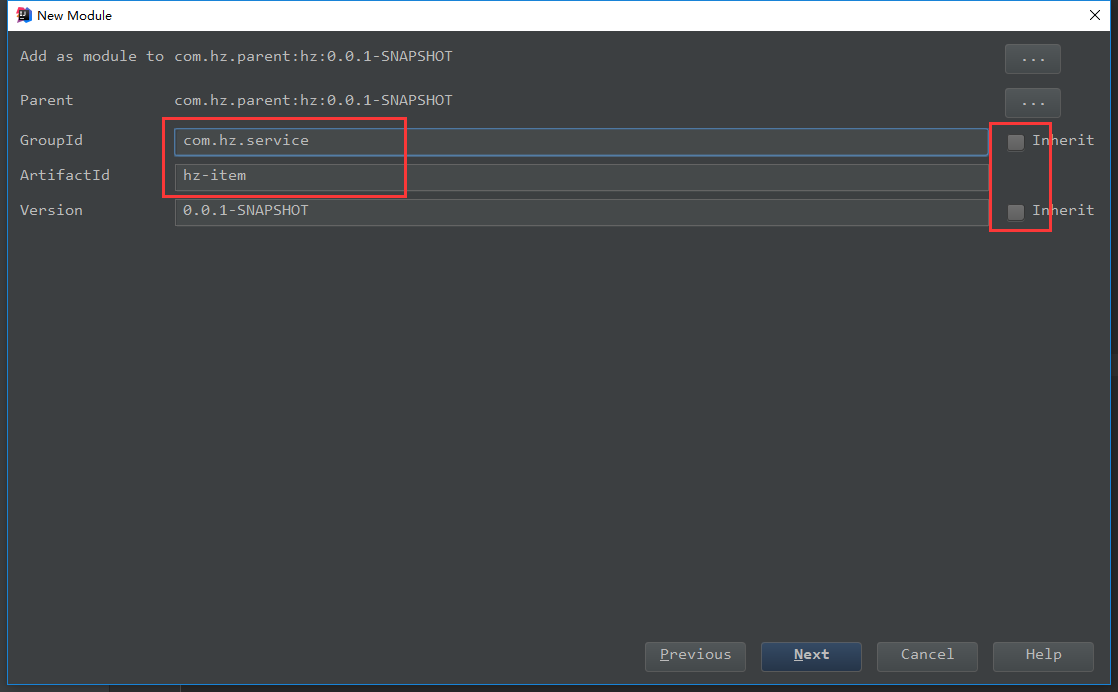 New Module
Add as module to com.hz.parent:hz:0.0.1-SNAPSHOT ...
Parent com.hz.parent:hz:0.0.1-SNAPSHOT ...
GroupId com.hz.service Inherit
ArtifactId hz-item
Version 0.0.1-SNAPSHOT Inherit
Previous Next Cancel Help